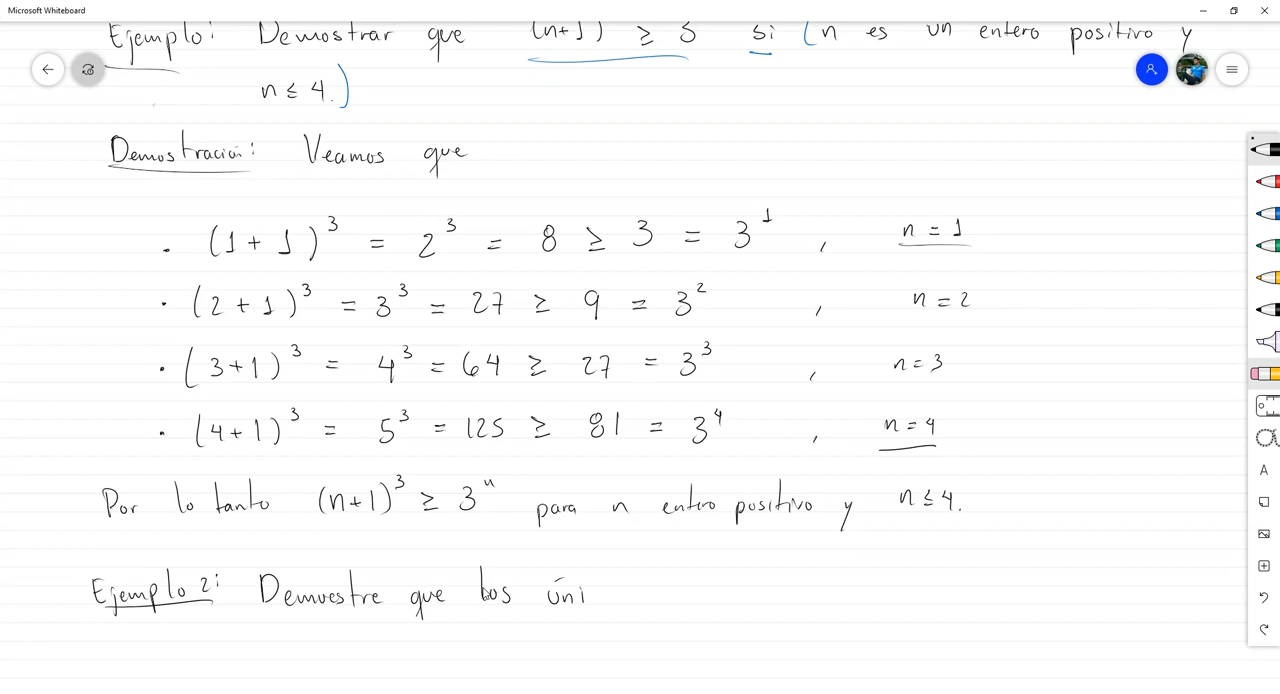 Microsoft Whiteboard
Ejemplo: Demostrar que (n+1) ≥ 3 si (n es un entero positivo y
n ≤ 4.)
Demostración: Veamos que
• (1+1)³ = 2³ = 8 ≥ 3 = 3¹ , n = 1
• (2+1)³ = 3³ = 27 ≥ 9 = 3² , n = 2
• (3+1)³ = 4³ = 64 ≥ 27 = 3³ , n = 3
• (4+1)³ = 5³ = 125 ≥ 81 = 3⁴ , n = 4
Por lo tanto (n+1)³ ≥ 3ⁿ para n entero positivo y n ≤ 4.
Ejemplo 2: Demuestre que los úni